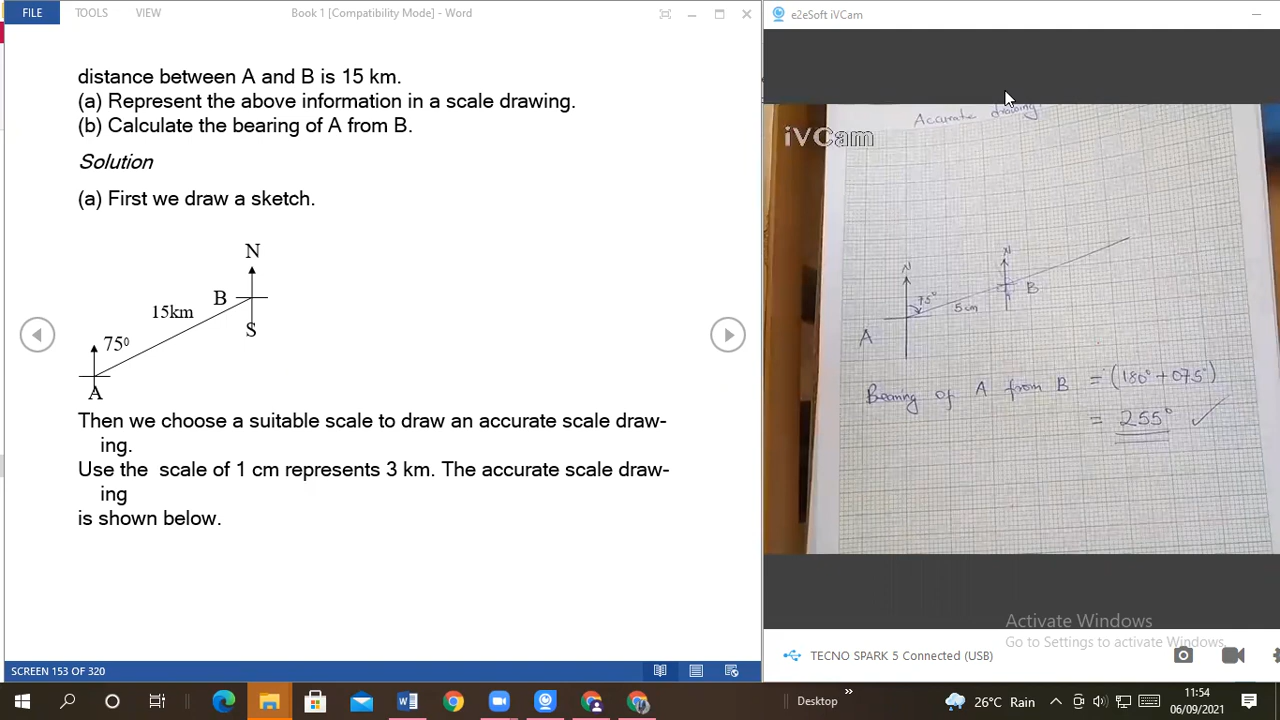 FILE TOOLS VIEW
Book 1 [Compatibility Mode] - Word
distance between A and B is 15 km.
(a) Represent the above information in a scale drawing.
(b) Calculate the bearing of A from B.
Solution
(a) First we draw a sketch.
N
B
15km
S
75⁰
A
Then we choose a suitable scale to draw an accurate scale draw-
ing.
Use the scale of 1 cm represents 3 km. The accurate scale draw-
ing
is shown below.
SCREEN 153 OF 320
e2eSoft iVCam
Accurate drawing
iVCam
N
N
75°
B
5cm
A
Bearing of A from B = (180° + 075°)
= 255°
Activate Windows
Go to Settings to activate Windows.
TECNO SPARK 5 Connected (USB)
Desktop
26°C Rain
11:54
06/09/2021